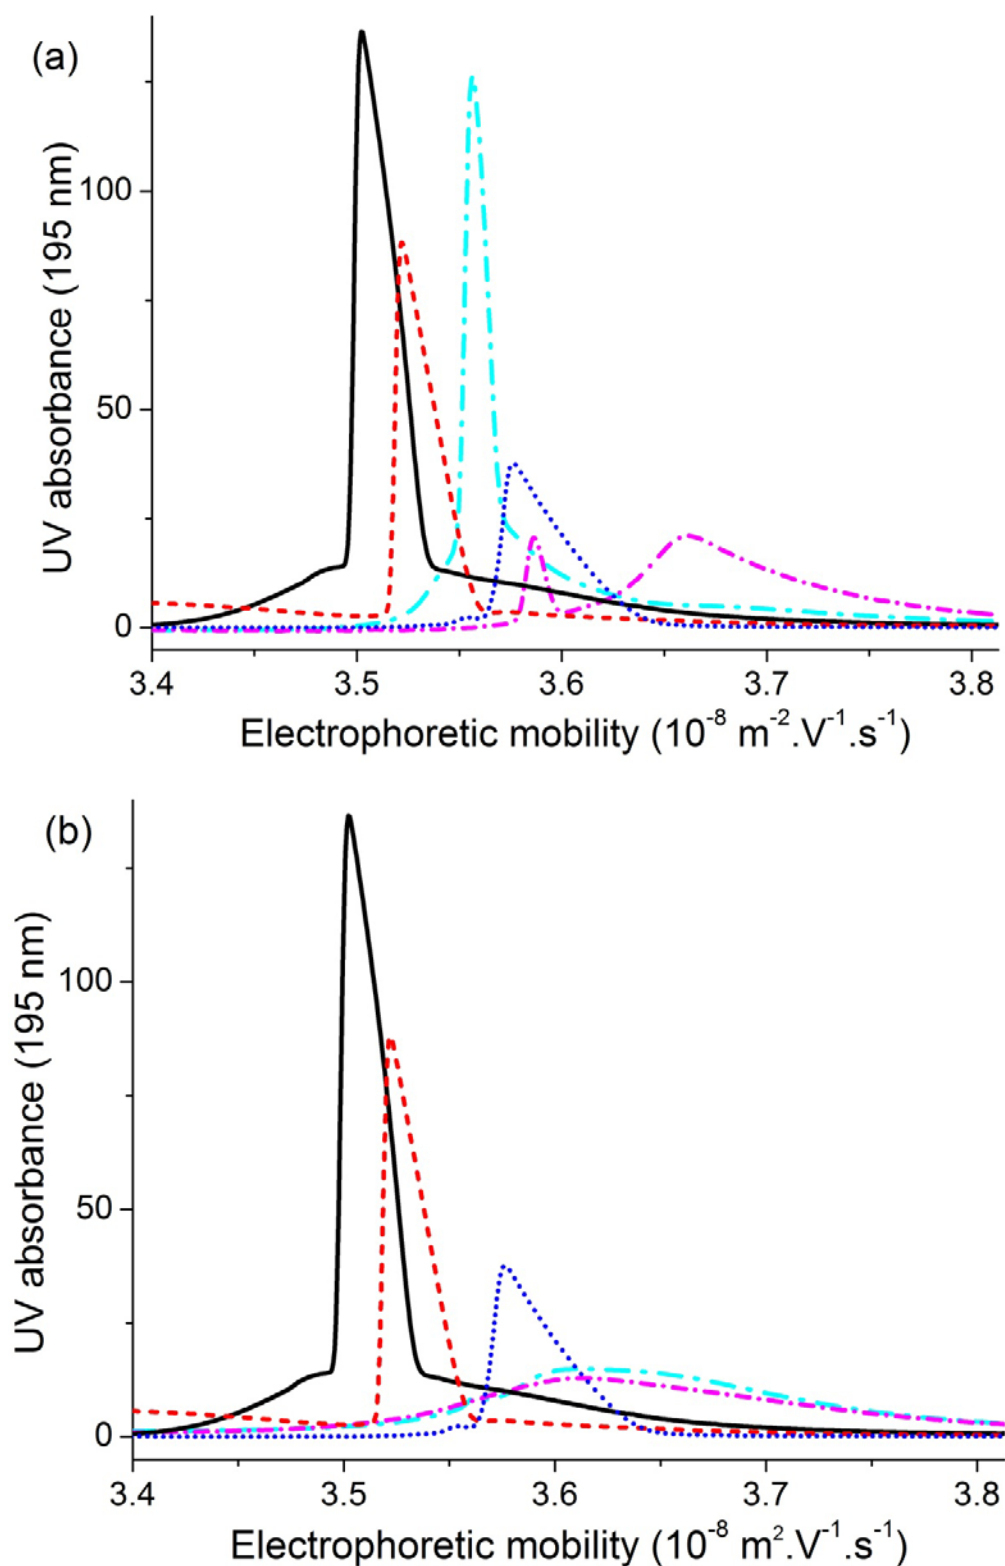 (a)
UV absorbance (195 nm)
100
50
0
3.4 3.5 3.6 3.7 3.8
Electrophoretic mobility (10⁻⁸ m⁻².V⁻¹.s⁻¹)
(b)
UV absorbance (195 nm)
100
50
0
3.4 3.5 3.6 3.7 3.8
Electrophoretic mobility (10⁻⁸ m².V⁻¹.s⁻¹)